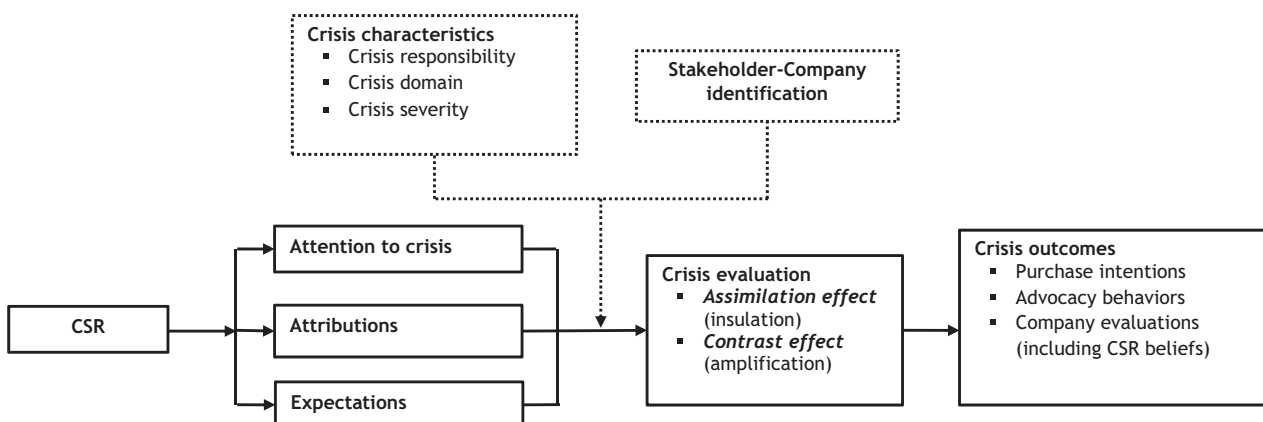 Crisis characteristics
▪ Crisis responsibility
▪ Crisis domain
▪ Crisis severity
Stakeholder-Company
identification
CSR
Attention to crisis
Attributions
Expectations
Crisis evaluation
▪ Assimilation effect
(insulation)
▪ Contrast effect
(amplification)
Crisis outcomes
▪ Purchase intentions
▪ Advocacy behaviors
▪ Company evaluations
(including CSR beliefs)